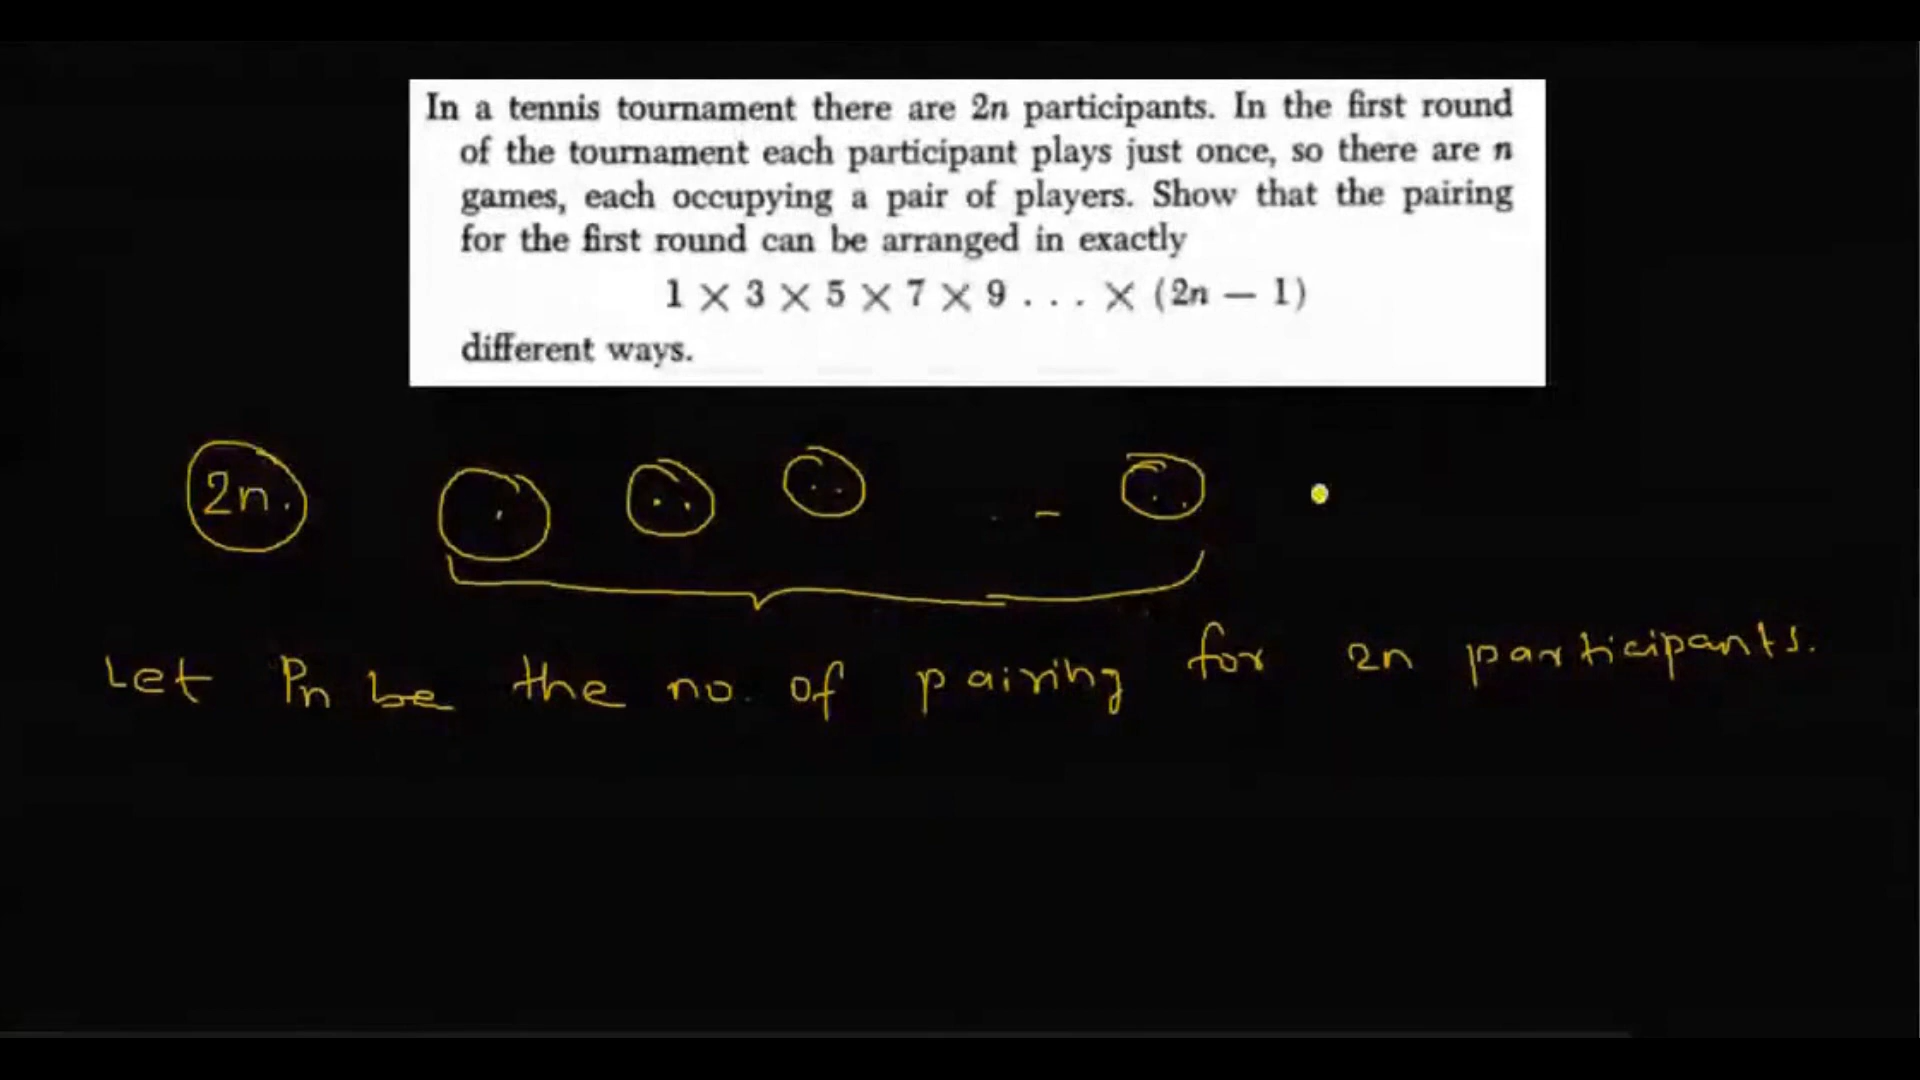 In a tennis tournament there are 2n participants. In the first round
of the tournament each participant plays just once, so there are n
games, each occupying a pair of players. Show that the pairing
for the first round can be arranged in exactly
1 × 3 × 5 × 7 × 9 . . . × (2n − 1)
different ways.
2n.
Let Pn be the no. of pairing for 2n participants.